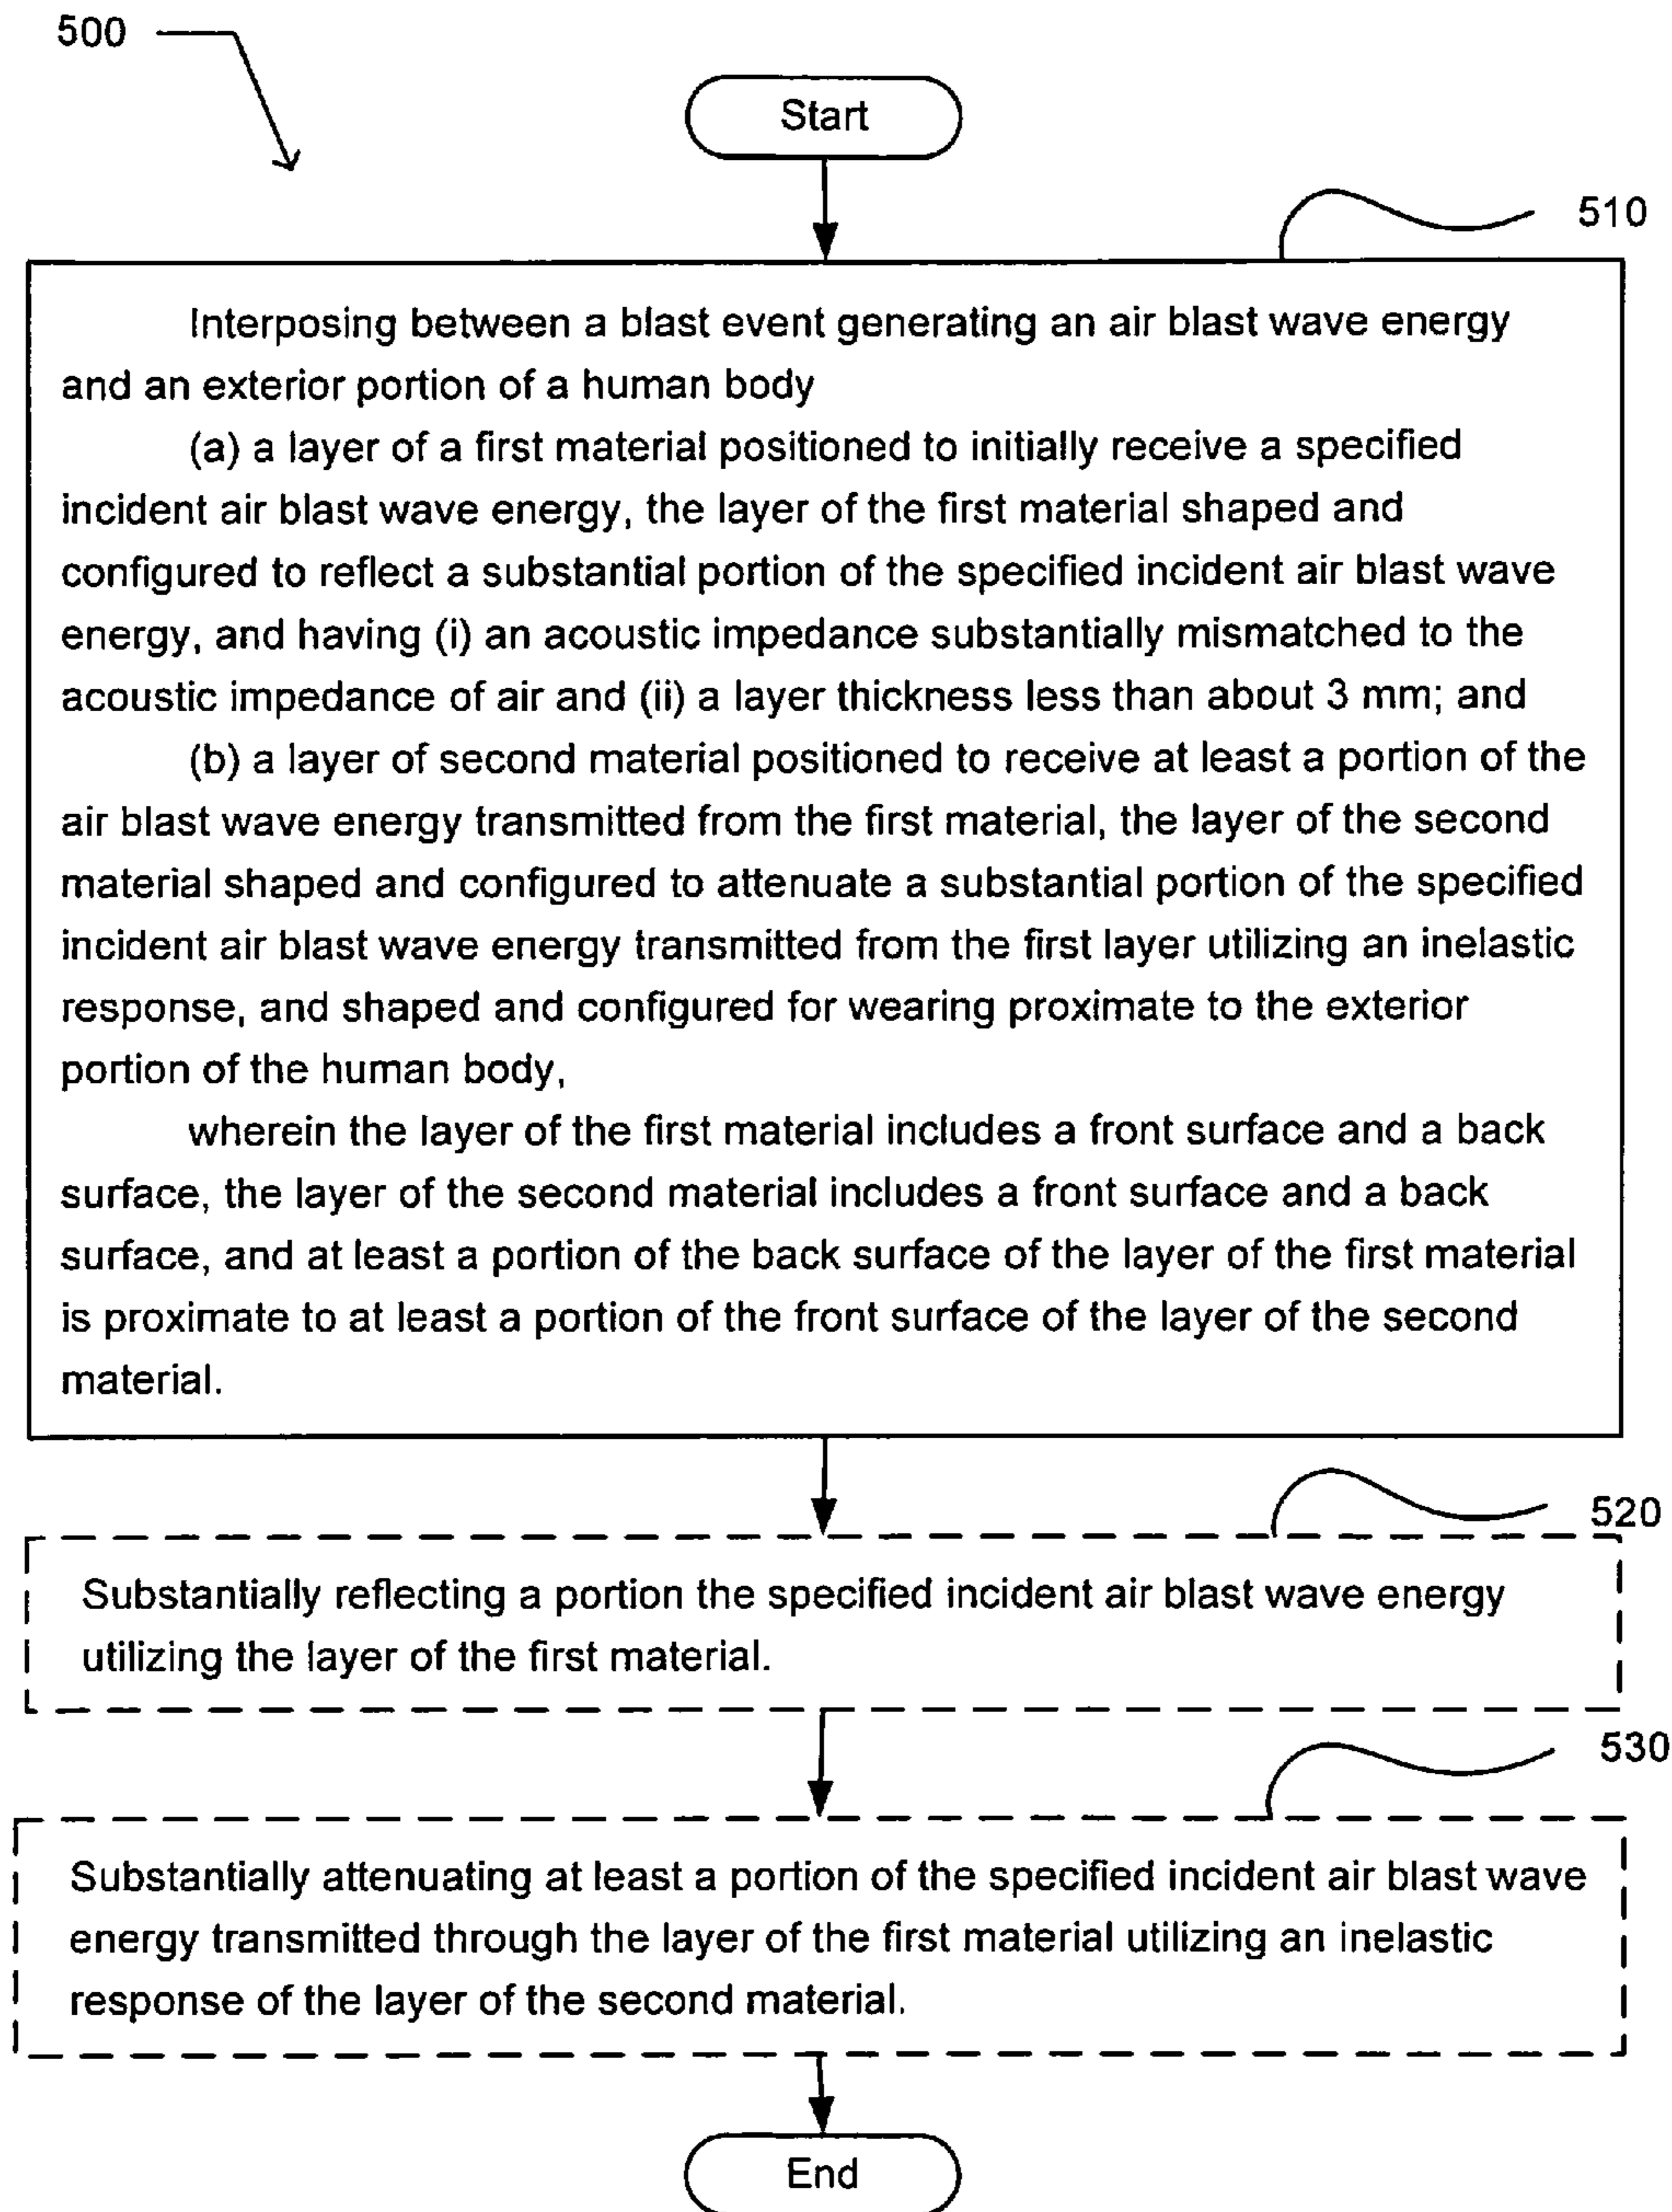 500
Start
510
Interposing between a blast event generating an air blast wave energy
and an exterior portion of a human body
(a) a layer of a first material positioned to initially receive a specified
incident air blast wave energy, the layer of the first material shaped and
configured to reflect a substantial portion of the specified incident air blast wave
energy, and having (i) an acoustic impedance substantially mismatched to the
acoustic impedance of air and (ii) a layer thickness less than about 3 mm; and
(b) a layer of second material positioned to receive at least a portion of the
air blast wave energy transmitted from the first material, the layer of the second
material shaped and configured to attenuate a substantial portion of the specified
incident air blast wave energy transmitted from the first layer utilizing an inelastic
response, and shaped and configured for wearing proximate to the exterior
portion of the human body,
wherein the layer of the first material includes a front surface and a back
surface, the layer of the second material includes a front surface and a back
surface, and at least a portion of the back surface of the layer of the first material
is proximate to at least a portion of the front surface of the layer of the second
material.
520
Substantially reflecting a portion the specified incident air blast wave energy
utilizing the layer of the first material.
530
Substantially attenuating at least a portion of the specified incident air blast wave
energy transmitted through the layer of the first material utilizing an inelastic
response of the layer of the second material.
End